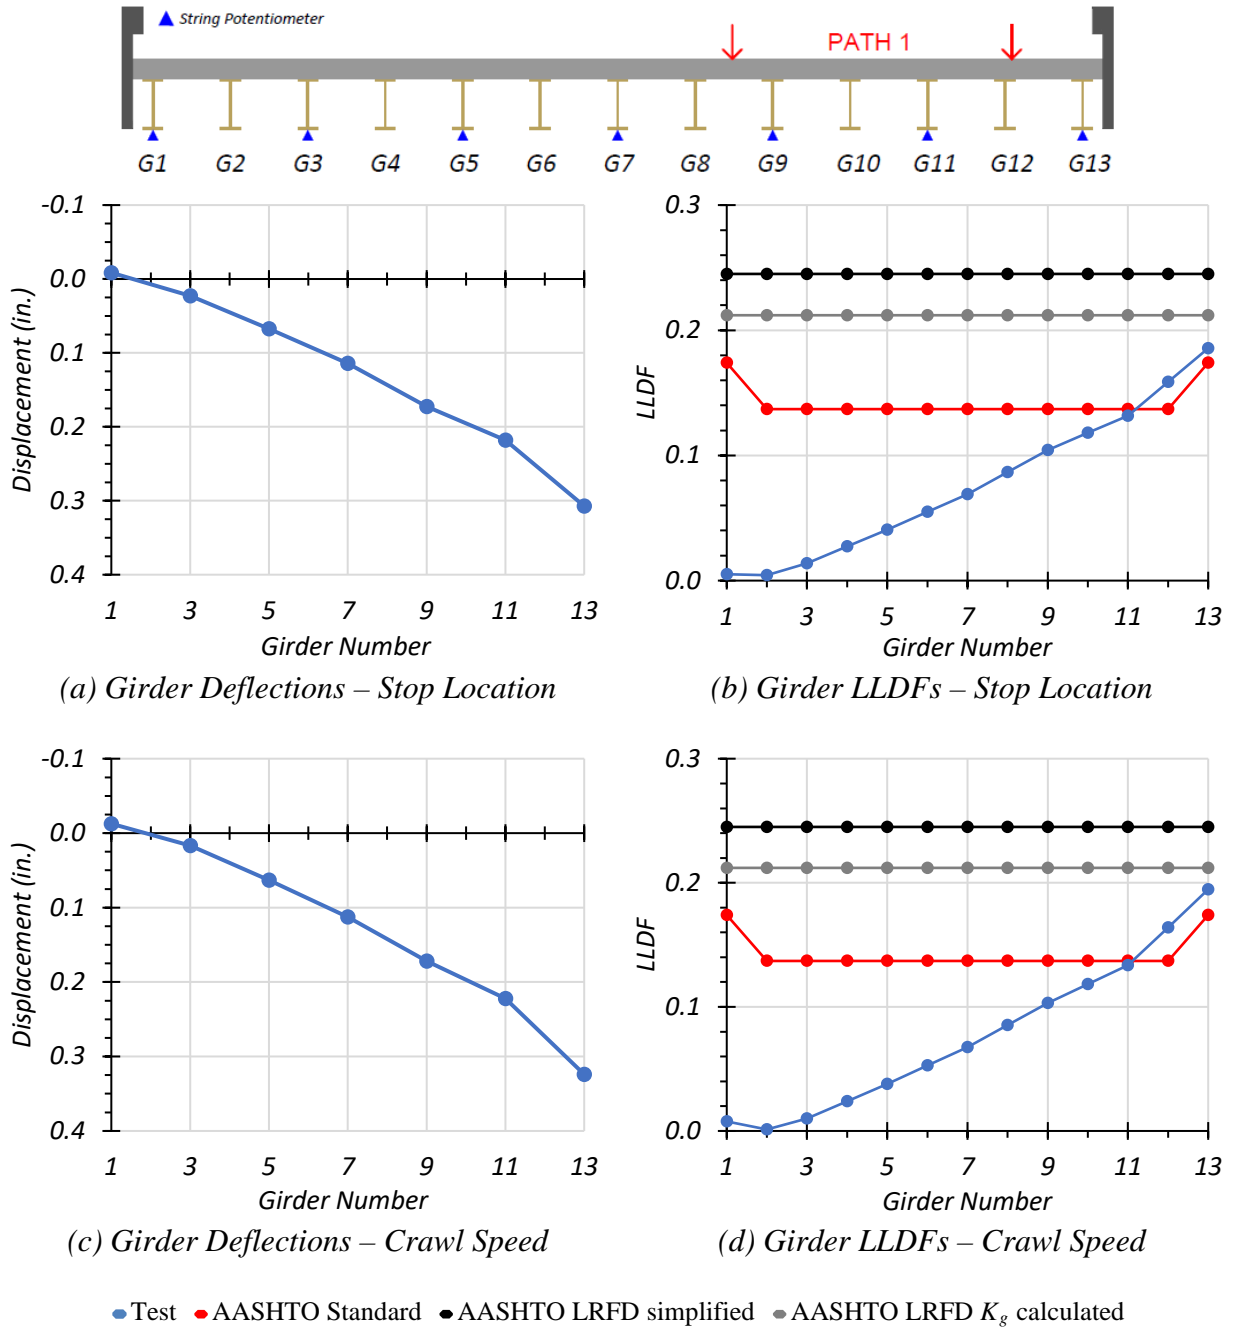 String Potentiometer
PATH 1
G1 G2 G3 G4 G5 G6 G7 G8 G9 G10 G11 G12 G13
-0.1
0.0
0.1
0.2
0.3
0.4
Displacement (in.)
1 3 5 7 9 11 13
Girder Number
(a) Girder Deflections – Stop Location
0.3
0.2
0.1
0.0
LLDF
1 3 5 7 9 11 13
Girder Number
(b) Girder LLDFs – Stop Location
-0.1
0.0
0.1
0.2
0.3
0.4
Displacement (in.)
1 3 5 7 9 11 13
Girder Number
(c) Girder Deflections – Crawl Speed
0.3
0.2
0.1
0.0
LLDF
1 3 5 7 9 11 13
Girder Number
(d) Girder LLDFs – Crawl Speed
Test AASHTO Standard AASHTO LRFD simplified AASHTO LRFD Kg calculated